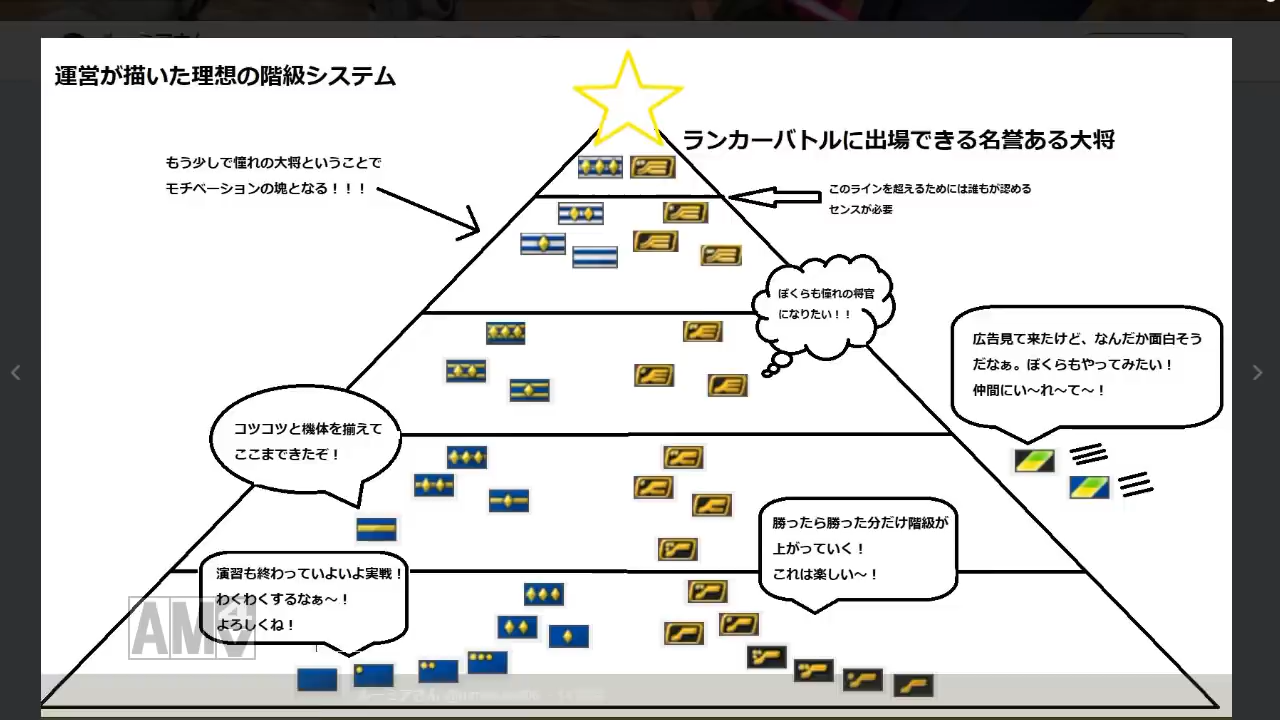 運営が描いた理想の階級システム
ランカーバトルに出場できる名誉ある大将
もう少しで憧れの大将ということで
モチベーションの塊となる！！！
このラインを超えるためには誰もが認める
センスが必要
ぼくらも憧れの将官
になりたい！！
広告見て来たけど、なんだか面白そう
だなぁ。ぼくらもやってみたい！
仲間にい～れ～て～！
コツコツと機体を揃えて
ここまできたぞ！
勝ったら勝った分だけ階級が
上がっていく！
これは楽しい～！
演習も終わっていよいよ実戦！
わくわくするなぁ～！
よろしくね！
AMV